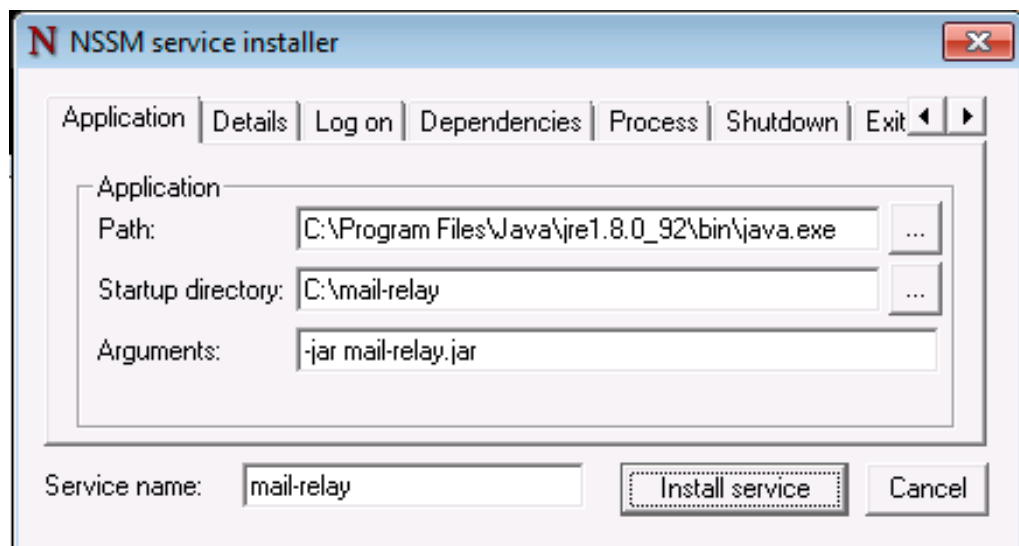 N NSSM service installer
Application Details Log on Dependencies Process Shutdown Exit
Application
Path: C:\Program Files\Java\jre1.8.0_92\bin\java.exe ...
Startup directory: C:\mail-relay ...
Arguments: -jar mail-relay.jar
Service name: mail-relay Install service Cancel